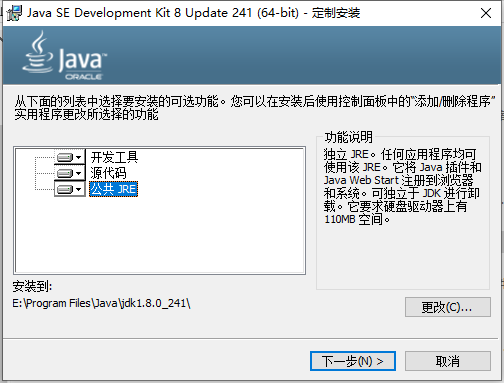 Java SE Development Kit 8 Update 241 (64-bit) - 定制安装
Java
ORACLE
从下面的列表中选择要安装的可选功能。您可以在安装后使用控制面板中的“添加/删除程序”
实用程序更改所选择的功能
开发工具
源代码
公共 JRE
功能说明
独立 JRE。任何应用程序均可
使用该 JRE。它将 Java 插件和
Java Web Start 注册到浏览器
和系统。可独立于 JDK 进行卸
载。它要求硬盘驱动器上有
110MB 空间。
安装到:
E:\Program Files\Java\jdk1.8.0_241\
更改(C)...
下一步(N) >
取消